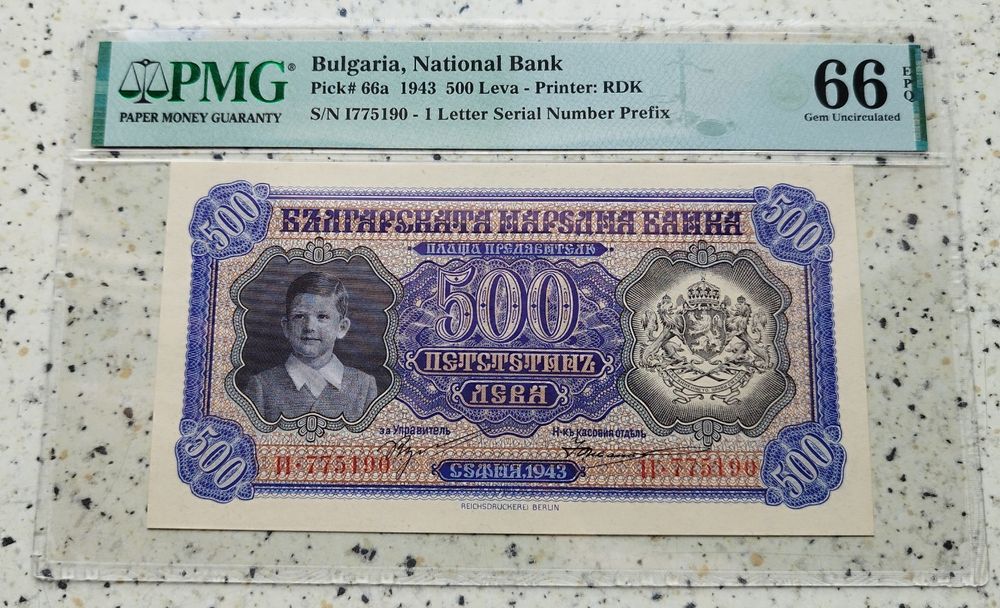 PMG®
PAPER MONEY GUARANTY
Bulgaria, National Bank
Pick# 66a 1943 500 Leva - Printer: RDK
S/N I775190 - 1 Letter Serial Number Prefix
66 EPQ
Gem Uncirculated
500
500
БЪЛГАРСКАТА НАРОДНА БАНКА
ПЛАЩА ПРЕДЯВИТЕЛЮ
500
ПЕТСТОТИНЪ
ЛЕВА
за Управитель
Н-къ касовия отдѣлъ
И·775190
СОФИЯ.1943
И·775190
500
500
REICHSDRUCKEREI BERLIN